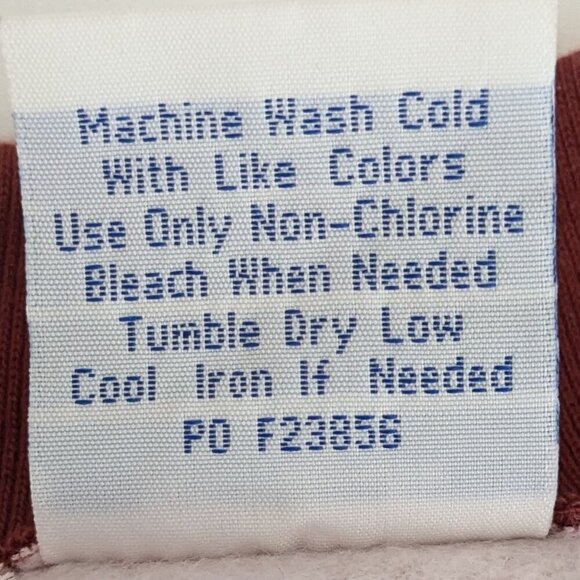 Machine Wash Cold
With Like Colors
Use Only Non-Chlorine
Bleach When Needed
Tumble Dry Low
Cool Iron If Needed
PO F23856